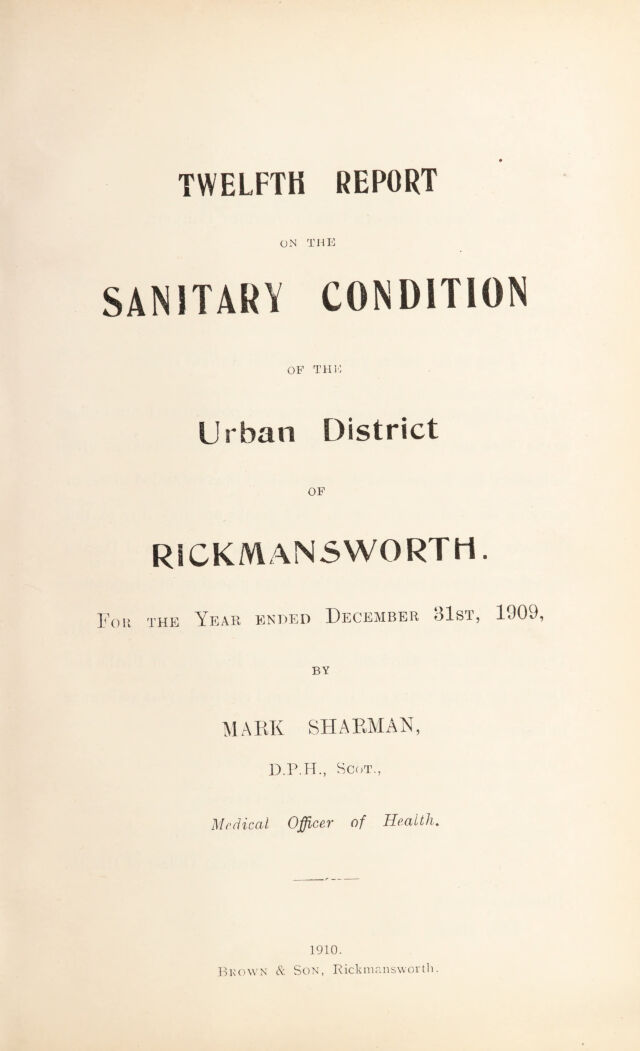 TWELFTH REPORT
ON THE
SANITARY CONDITION
OF THE
Urban District
OF
RICKMANSWORTH.
FOR THE YEAR ENDED DECEMBER 31ST, 1909,
BY
MARK SHARMAN,
D.P.H., SCOT.,
Medical Officer of Health.
1910.
BROWN & SON, Rickmansworth.